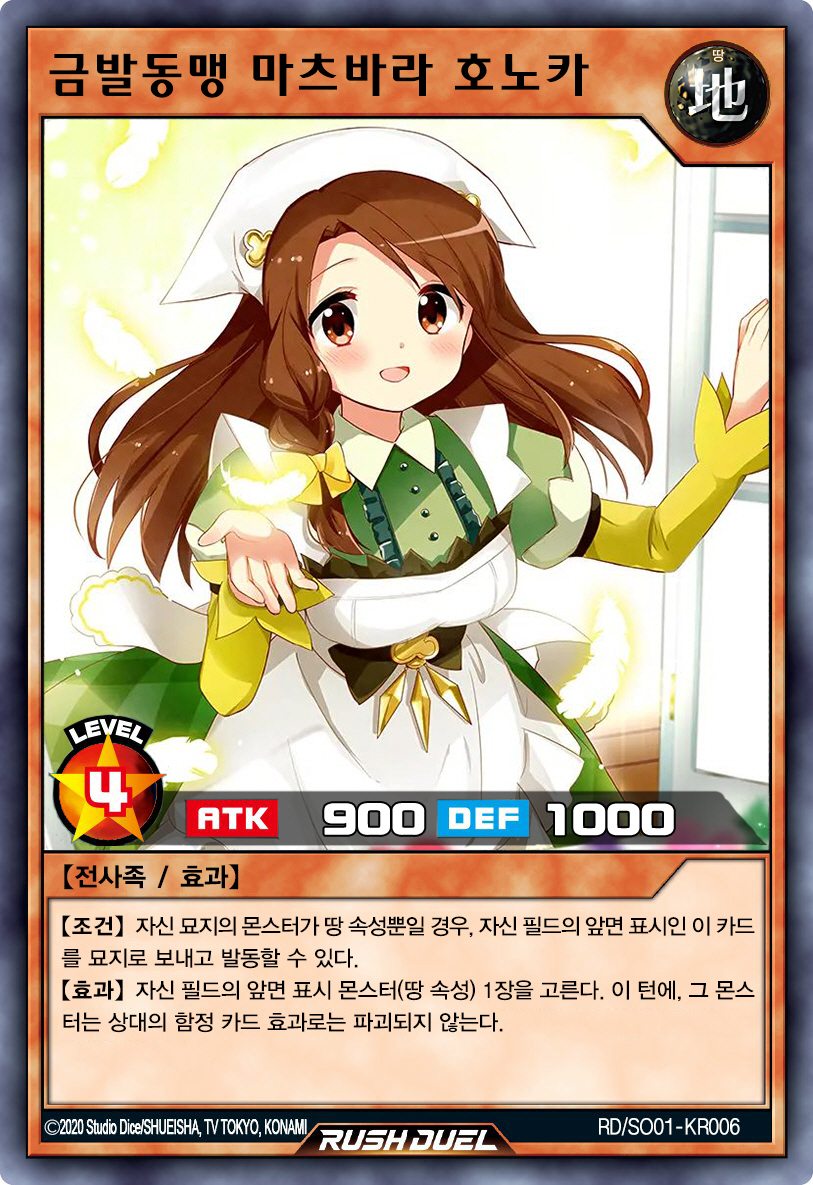 금발동맹 마츠바라 호노카
땅
地
LEVEL
4
ATK 900 DEF 1000
【전사족 / 효과】
【조건】 자신 묘지의 몬스터가 땅 속성뿐일 경우, 자신 필드의 앞면 표시인 이 카드
를 묘지로 보내고 발동할 수 있다.
【효과】 자신 필드의 앞면 표시 몬스터(땅 속성) 1장을 고른다. 이 턴에, 그 몬스
터는 상대의 함정 카드 효과로는 파괴되지 않는다.
©2020 Studio Dice/SHUEISHA, TV TOKYO, KONAMI
RUSH DUEL
RD/SO01-KR006